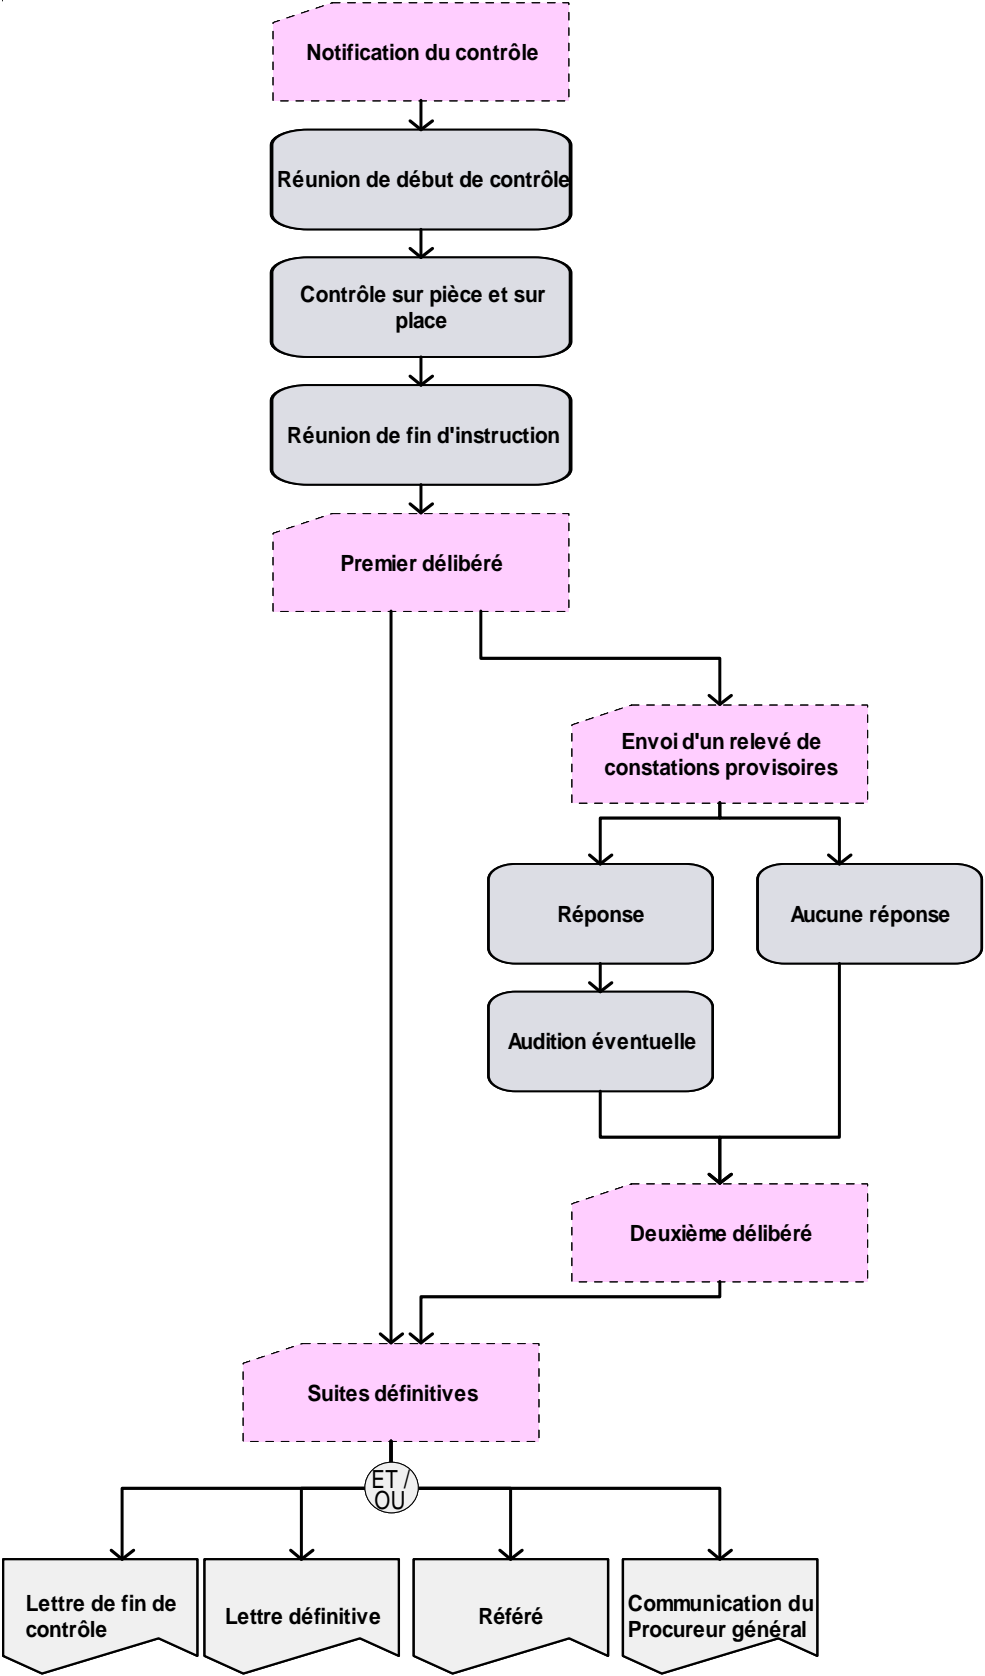 Notification du contrôle
Réunion de début de contrôle
Contrôle sur pièce et sur
place
Réunion de fin d'instruction
Premier délibéré
Envoi d'un relevé de
constations provisoires
Réponse
Aucune réponse
Audition éventuelle
Deuxième délibéré
Suites définitives
ET /
OU
Lettre de fin de
contrôle
Lettre définitive
Référé
Communication du
Procureur général